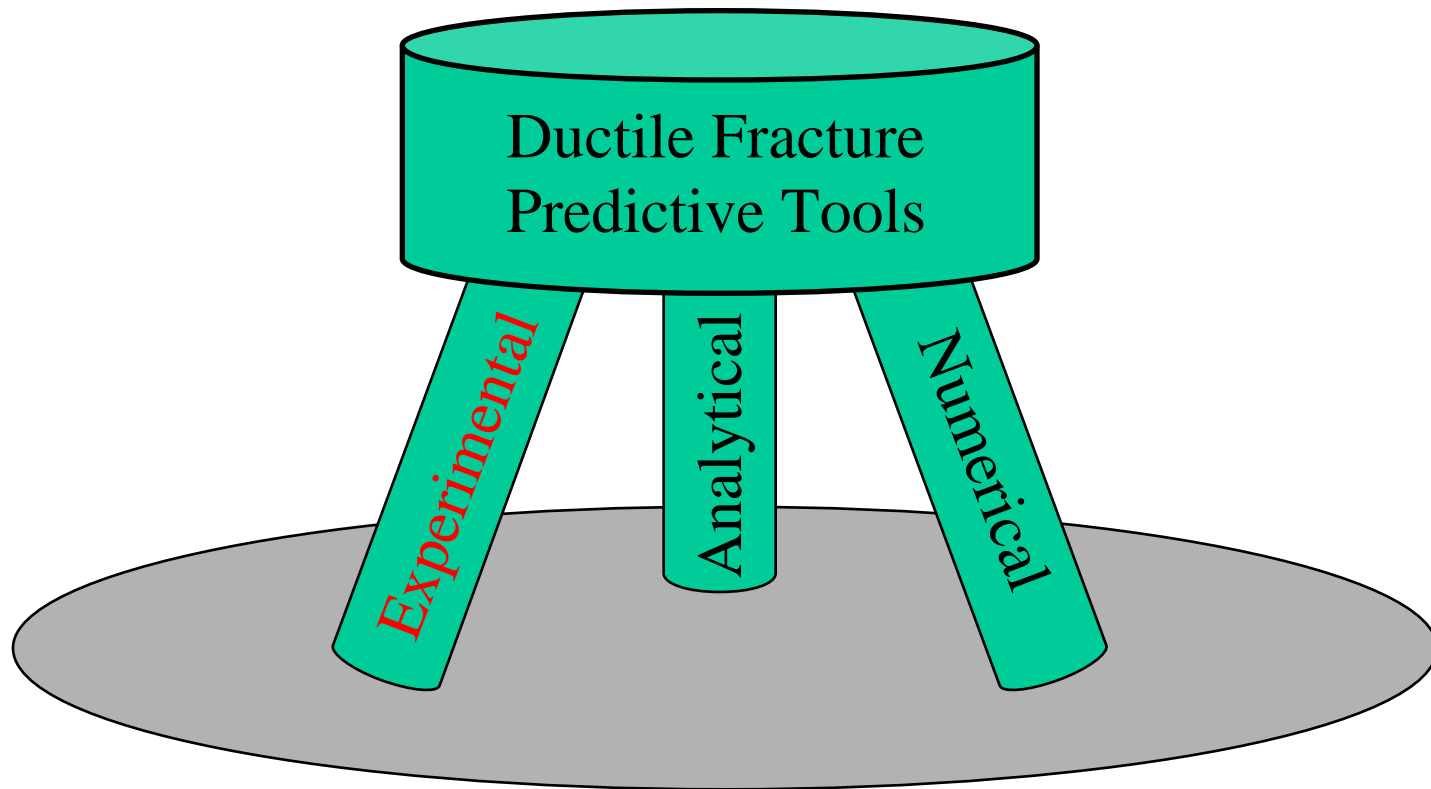 Ductile Fracture
Predictive Tools
Experimental
Analytical
Numerical